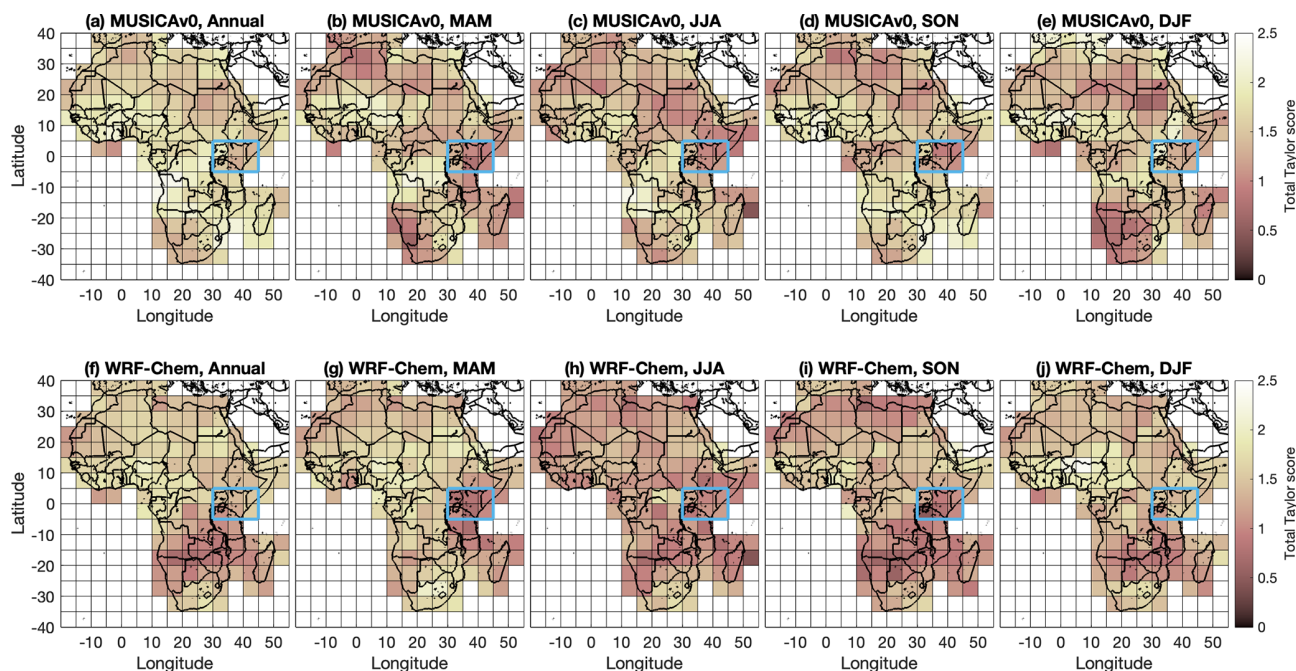 (a) MUSICAv0, Annual
(b) MUSICAv0, MAM
(c) MUSICAv0, JJA
(d) MUSICAv0, SON
(e) MUSICAv0, DJF
40
30
20
10
0
-10
-20
-30
-40
Latitude
-10 0 10 20 30 40 50
-10 0 10 20 30 40 50
-10 0 10 20 30 40 50
-10 0 10 20 30 40 50
-10 0 10 20 30 40 50
Longitude
Longitude
Longitude
Longitude
Longitude
2.5
2
1.5
1
0.5
0
Total Taylor score
(f) WRF-Chem, Annual
(g) WRF-Chem, MAM
(h) WRF-Chem, JJA
(i) WRF-Chem, SON
(j) WRF-Chem, DJF
40
30
20
10
0
-10
-20
-30
-40
Latitude
-10 0 10 20 30 40 50
-10 0 10 20 30 40 50
-10 0 10 20 30 40 50
-10 0 10 20 30 40 50
-10 0 10 20 30 40 50
Longitude
Longitude
Longitude
Longitude
Longitude
2.5
2
1.5
1
0.5
0
Total Taylor score